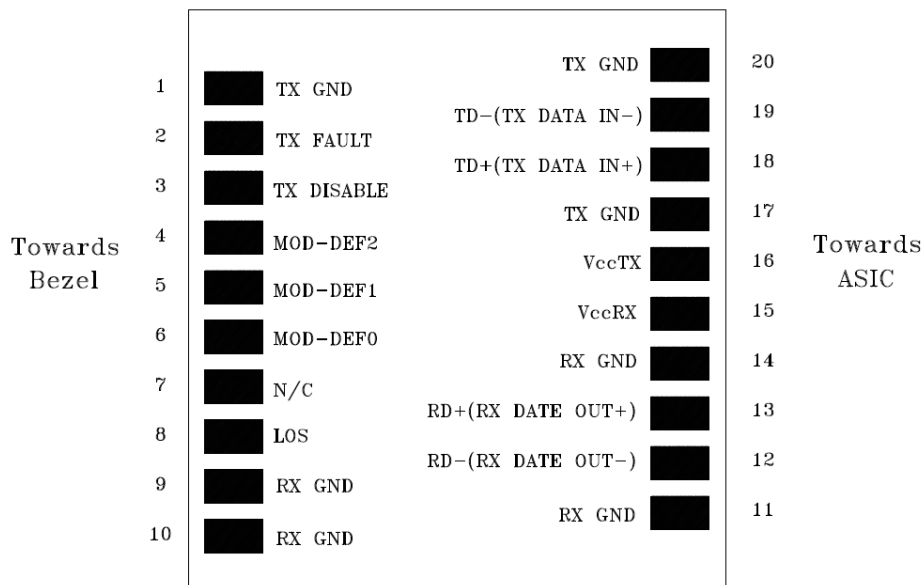 Towards
Bezel
1 TX GND
2 TX FAULT
3 TX DISABLE
4 MOD-DEF2
5 MOD-DEF1
6 MOD-DEF0
7 N/C
8 LOS
9 RX GND
10 RX GND
TX GND 20
TD-(TX DATA IN-) 19
TD+(TX DATA IN+) 18
TX GND 17
VccTX 16
VccRX 15
RX GND 14
RD+(RX DATE OUT+) 13
RD-(RX DATE OUT-) 12
RX GND 11
Towards
ASIC